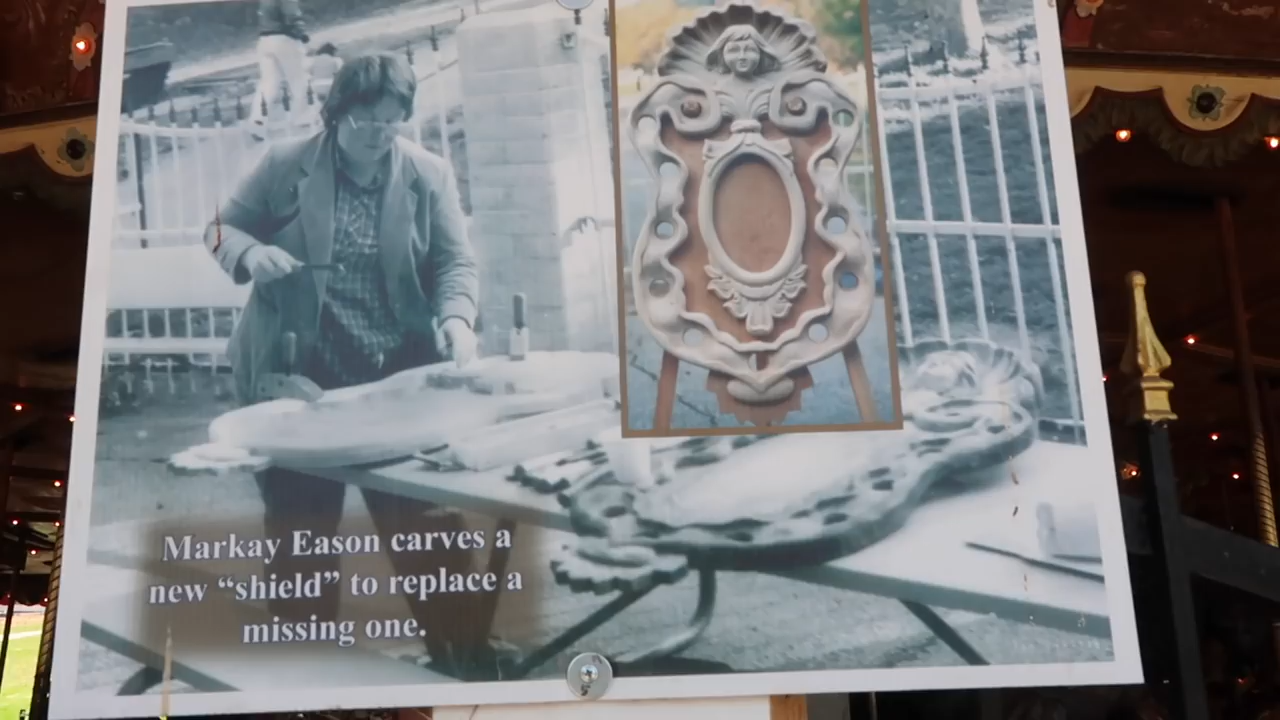 Markay Eason carves a
new “shield” to replace a
missing one.